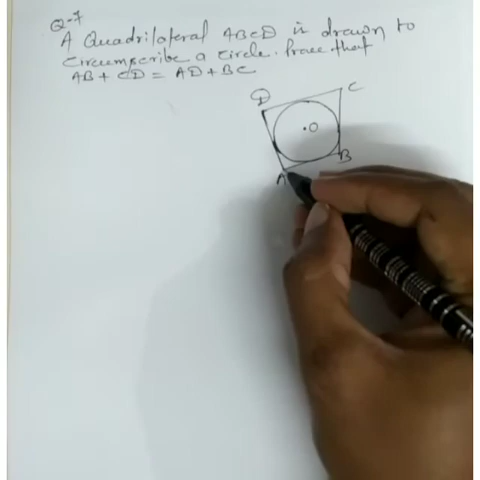 Q-7
A Quadrilateral ABCD is drawn to
circumscribe a circle. Prove that
AB + CD = AD + BC
D
C
O
B
A